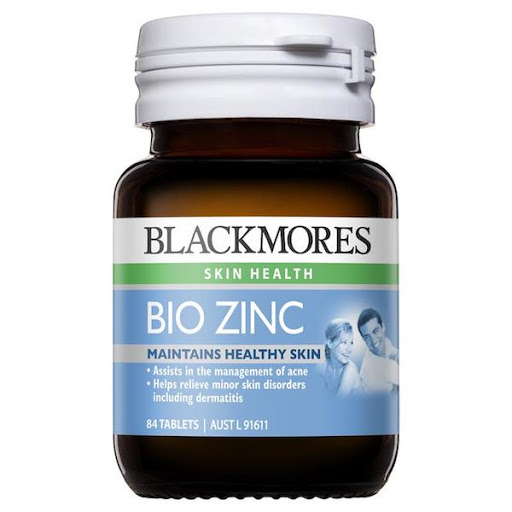 BLACKMORES
SKIN HEALTH
BIO ZINC
MAINTAINS HEALTHY SKIN
• Assists in the management of acne
• Helps relieve minor skin disorders
including dermatitis
84 TABLETS | AUST L 91611